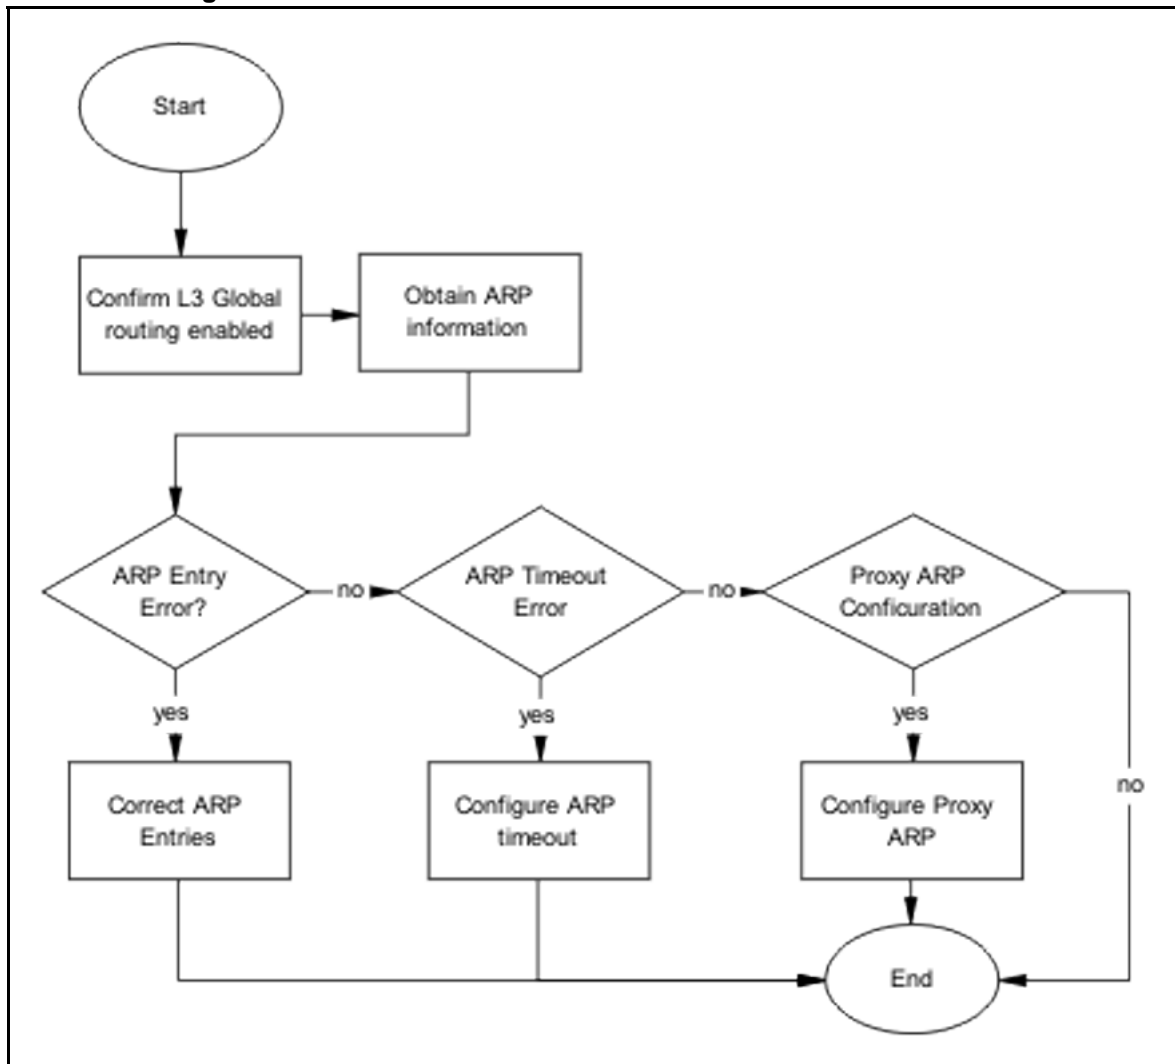 Start
Confirm L3 Global
routing enabled
Obtain ARP
information
ARP Entry
Error?
no
ARP Timeout
Error
no
Proxy ARP
Conficuration
yes
yes
yes
no
Correct ARP
Entries
Configure ARP
timeout
Configure Proxy
ARP
End